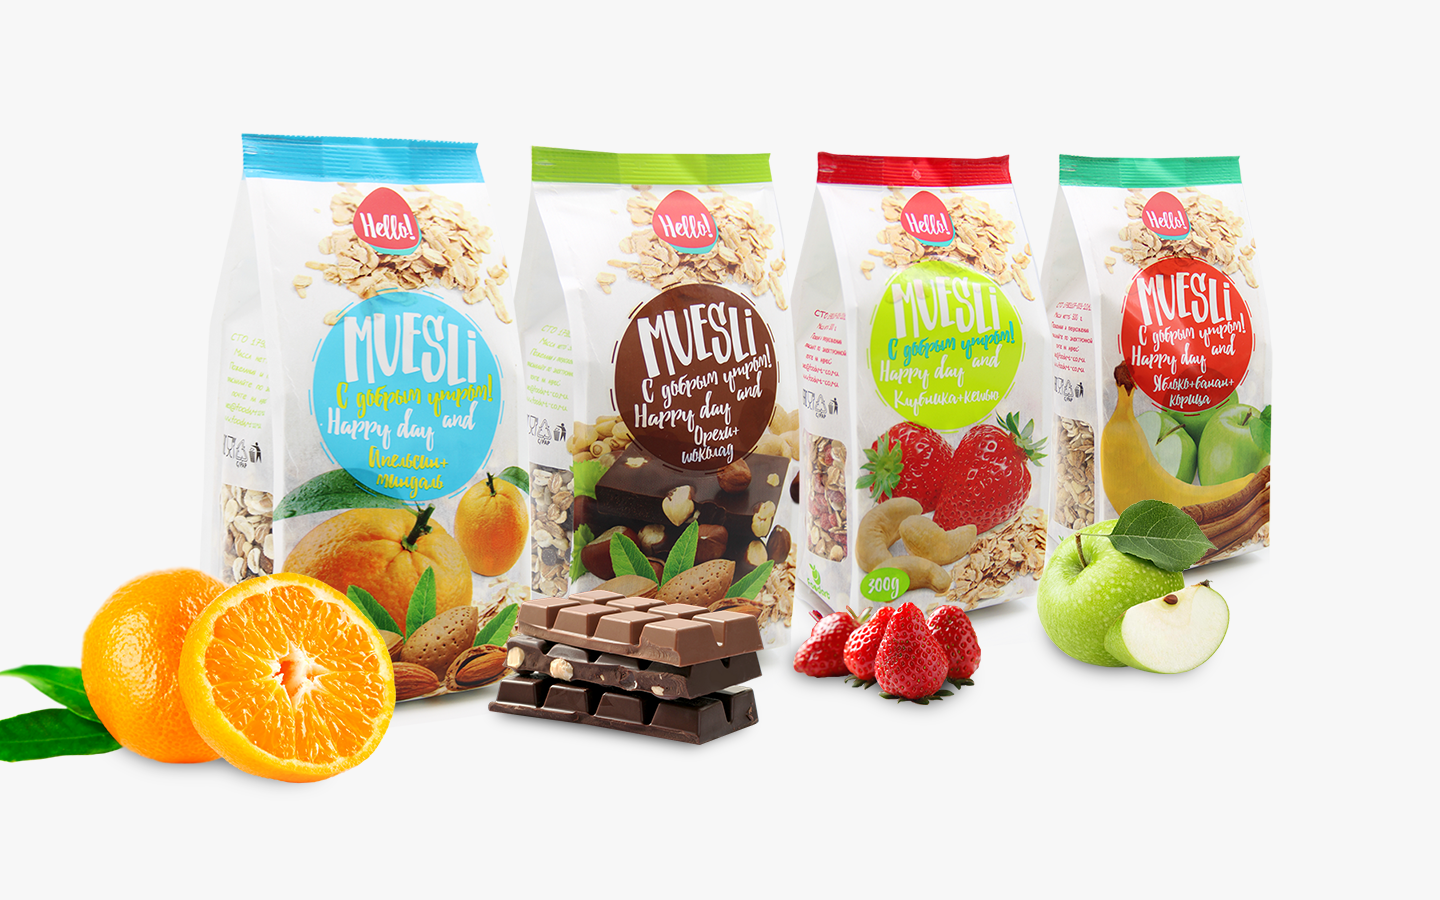 Hello!
MUESLi
С добрым утром!
Happy day and
Апельсин+
миндаль
C/PAP
Hello!
MUESLi
С добрым утром!
Happy day and
Орехи+
шоколад
C/PAP
Hello!
MUESLi
С добрым утром!
Happy day and
Клубника+кешью
300g
Hello!
MUESLi
С добрым утром!
Happy day and
Яблоко+банан+
корица